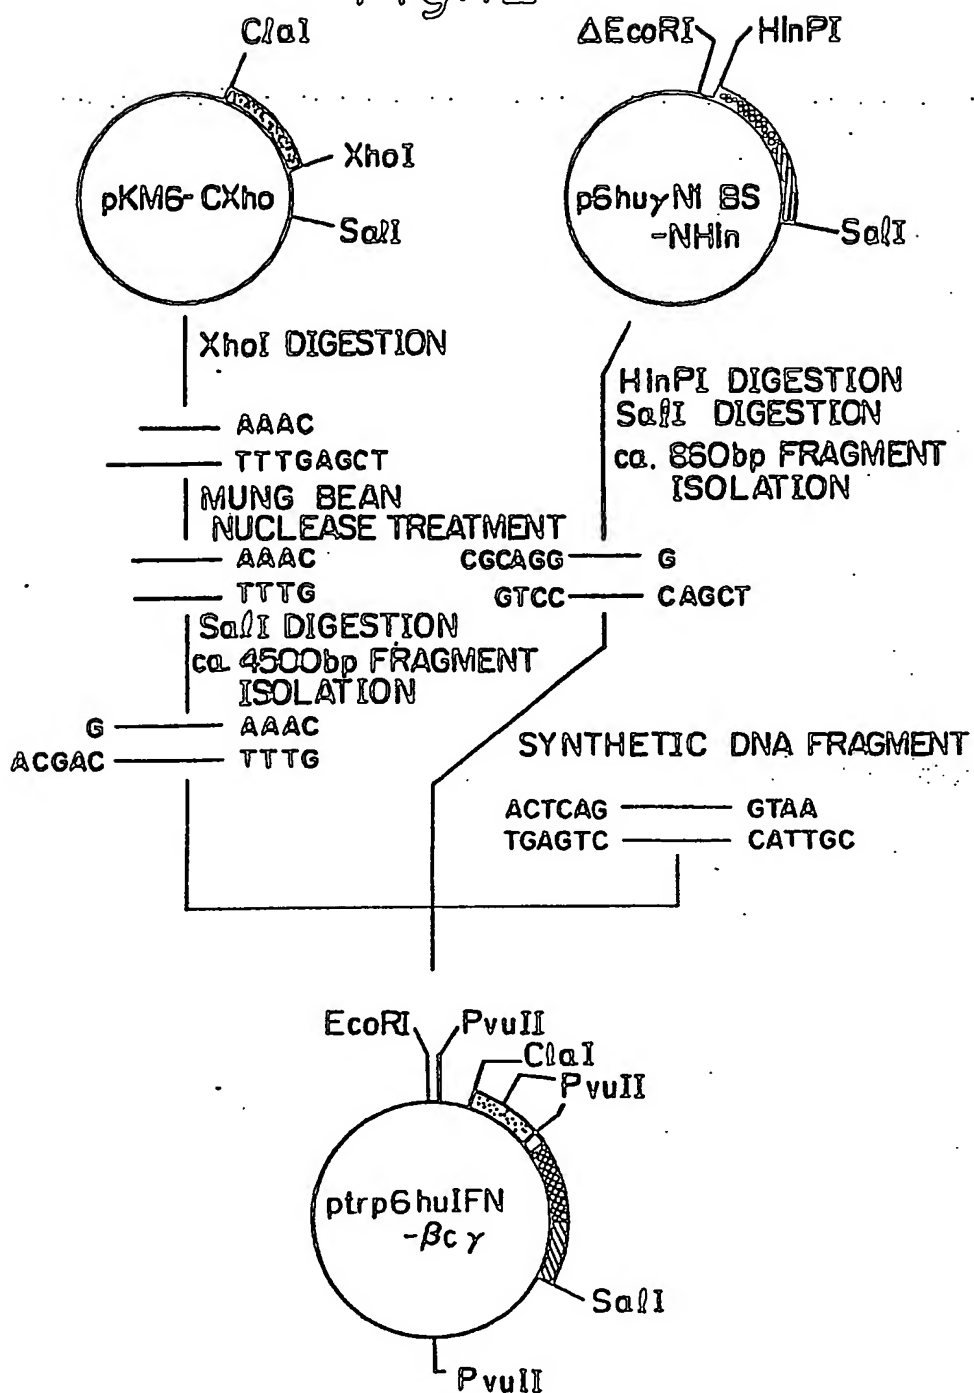 ClaI
ΔEcoRI
HinPI
XhoI
SalI
pKM6-CXho
p6huγN1 BS
-NHin
SalI
XhoI DIGESTION
HinPI DIGESTION
SalI DIGESTION
ca. 860bp FRAGMENT
ISOLATION
AAAC
TTTGAGCT
MUNG BEAN
NUCLEASE TREATMENT
AAAC
TTTG
CGCAGG G
GTCC CAGCT
SalI DIGESTION
ca. 4500bp FRAGMENT
ISOLATION
G AAAC
ACGAC TTTG
SYNTHETIC DNA FRAGMENT
ACTCAG GTAA
TGAGTC CATTGC
EcoRI
PvuII
ClaI
PvuII
ptrp6huIFN
-βcγ
SalI
PvuII